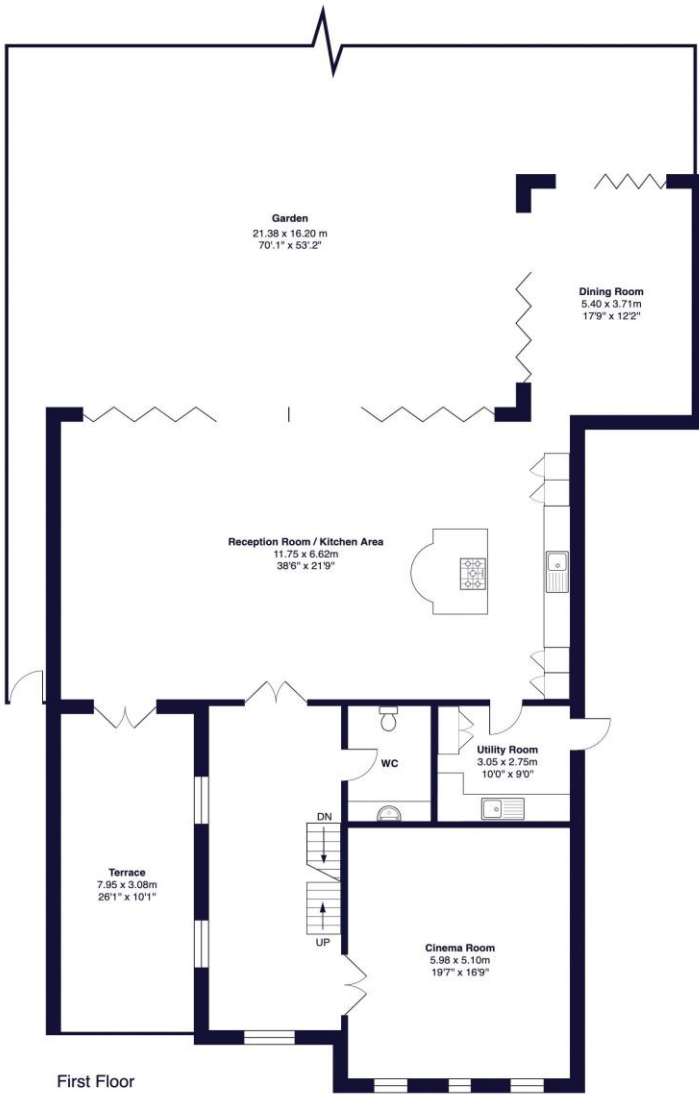 Garden
21.38 x 16.20 m
70'.1" x 53'.2"
Dining Room
5.40 x 3.71m
17'9" x 12'2"
Reception Room / Kitchen Area
11.75 x 6.62m
38'6" x 21'9"
WC
Utility Room
3.05 x 2.75m
10'0" x 9'0"
DN
UP
Terrace
7.95 x 3.08m
26'1" x 10'1"
Cinema Room
5.98 x 5.10m
19'7" x 16'9"
First Floor